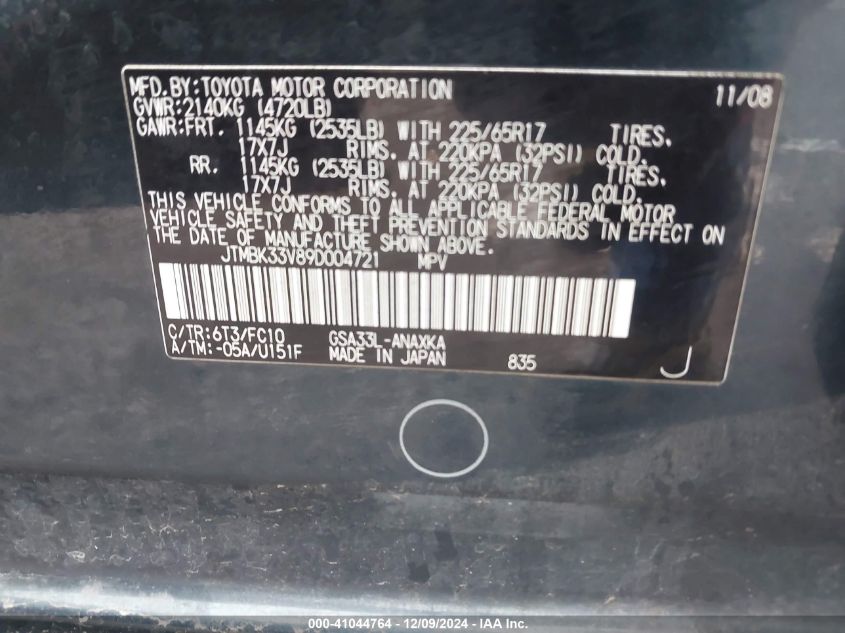 MFD.BY:TOYOTA MOTOR CORPORATION 11/08
GVWR:2140KG (4720LB)
GAWR:FRT. 1145KG (2535LB) WITH 225/65R17 TIRES.
17X7J RIMS. AT 220KPA (32PSI) COLD.
RR. 1145KG (2535LB) WITH 225/65R17 TIRES.
17X7J RIMS. AT 220KPA (32PSI) COLD.
THIS VEHICLE CONFORMS TO ALL APPLICABLE FEDERAL MOTOR
VEHICLE SAFETY AND THEFT PREVENTION STANDARDS IN EFFECT ON
THE DATE OF MANUFACTURE SHOWN ABOVE.
JTMBK33V89D004721 MPV
C/TR:6T3/FC10 GSA33L-ANAXKA
A/TM:-05A/U151F MADE IN JAPAN 835 J
000-41044764 - 12/09/2024 - IAA Inc.